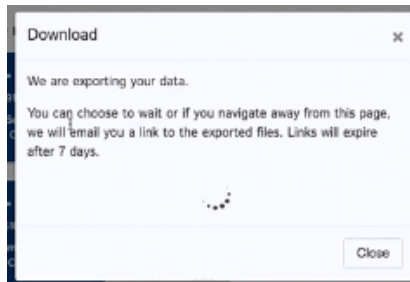 Download
×
We are exporting your data.
You can choose to wait or if you navigate away from this page,
we will email you a link to the exported files. Links will expire
after 7 days.
Close